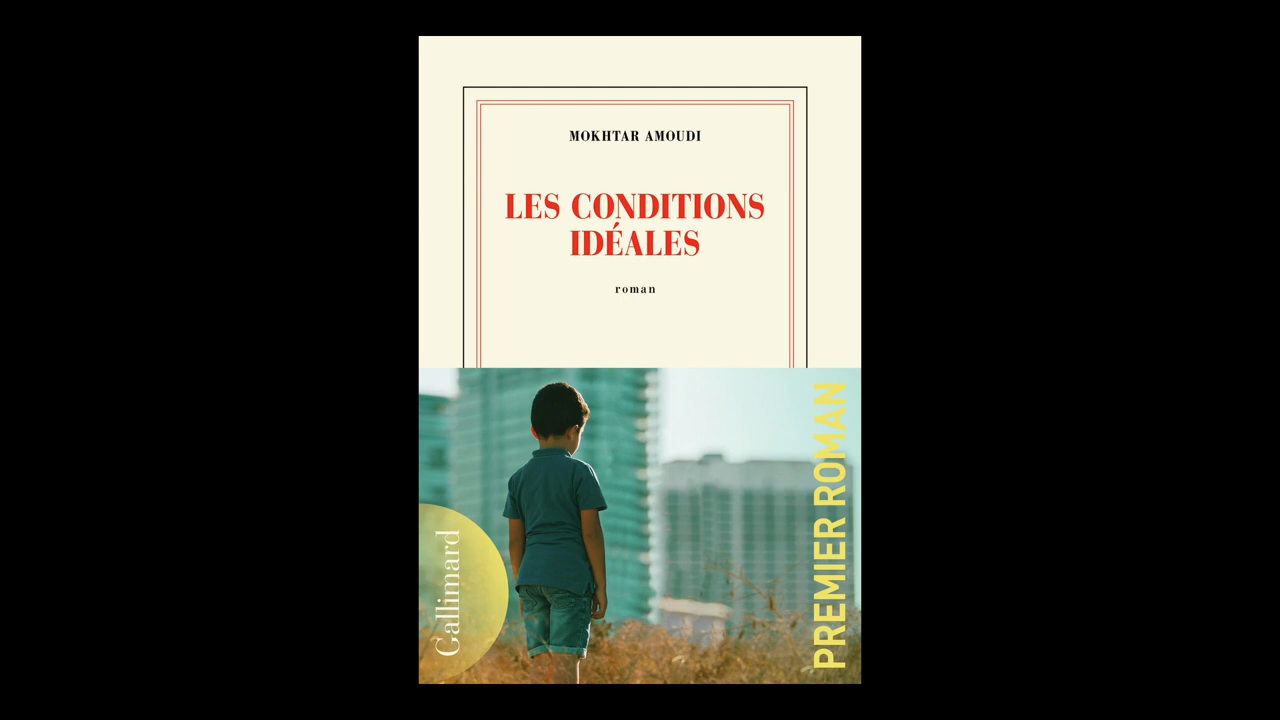 MOKHTAR AMOUDI
LES CONDITIONS
IDÉALES
roman
Gallimard
PREMIER ROMAN